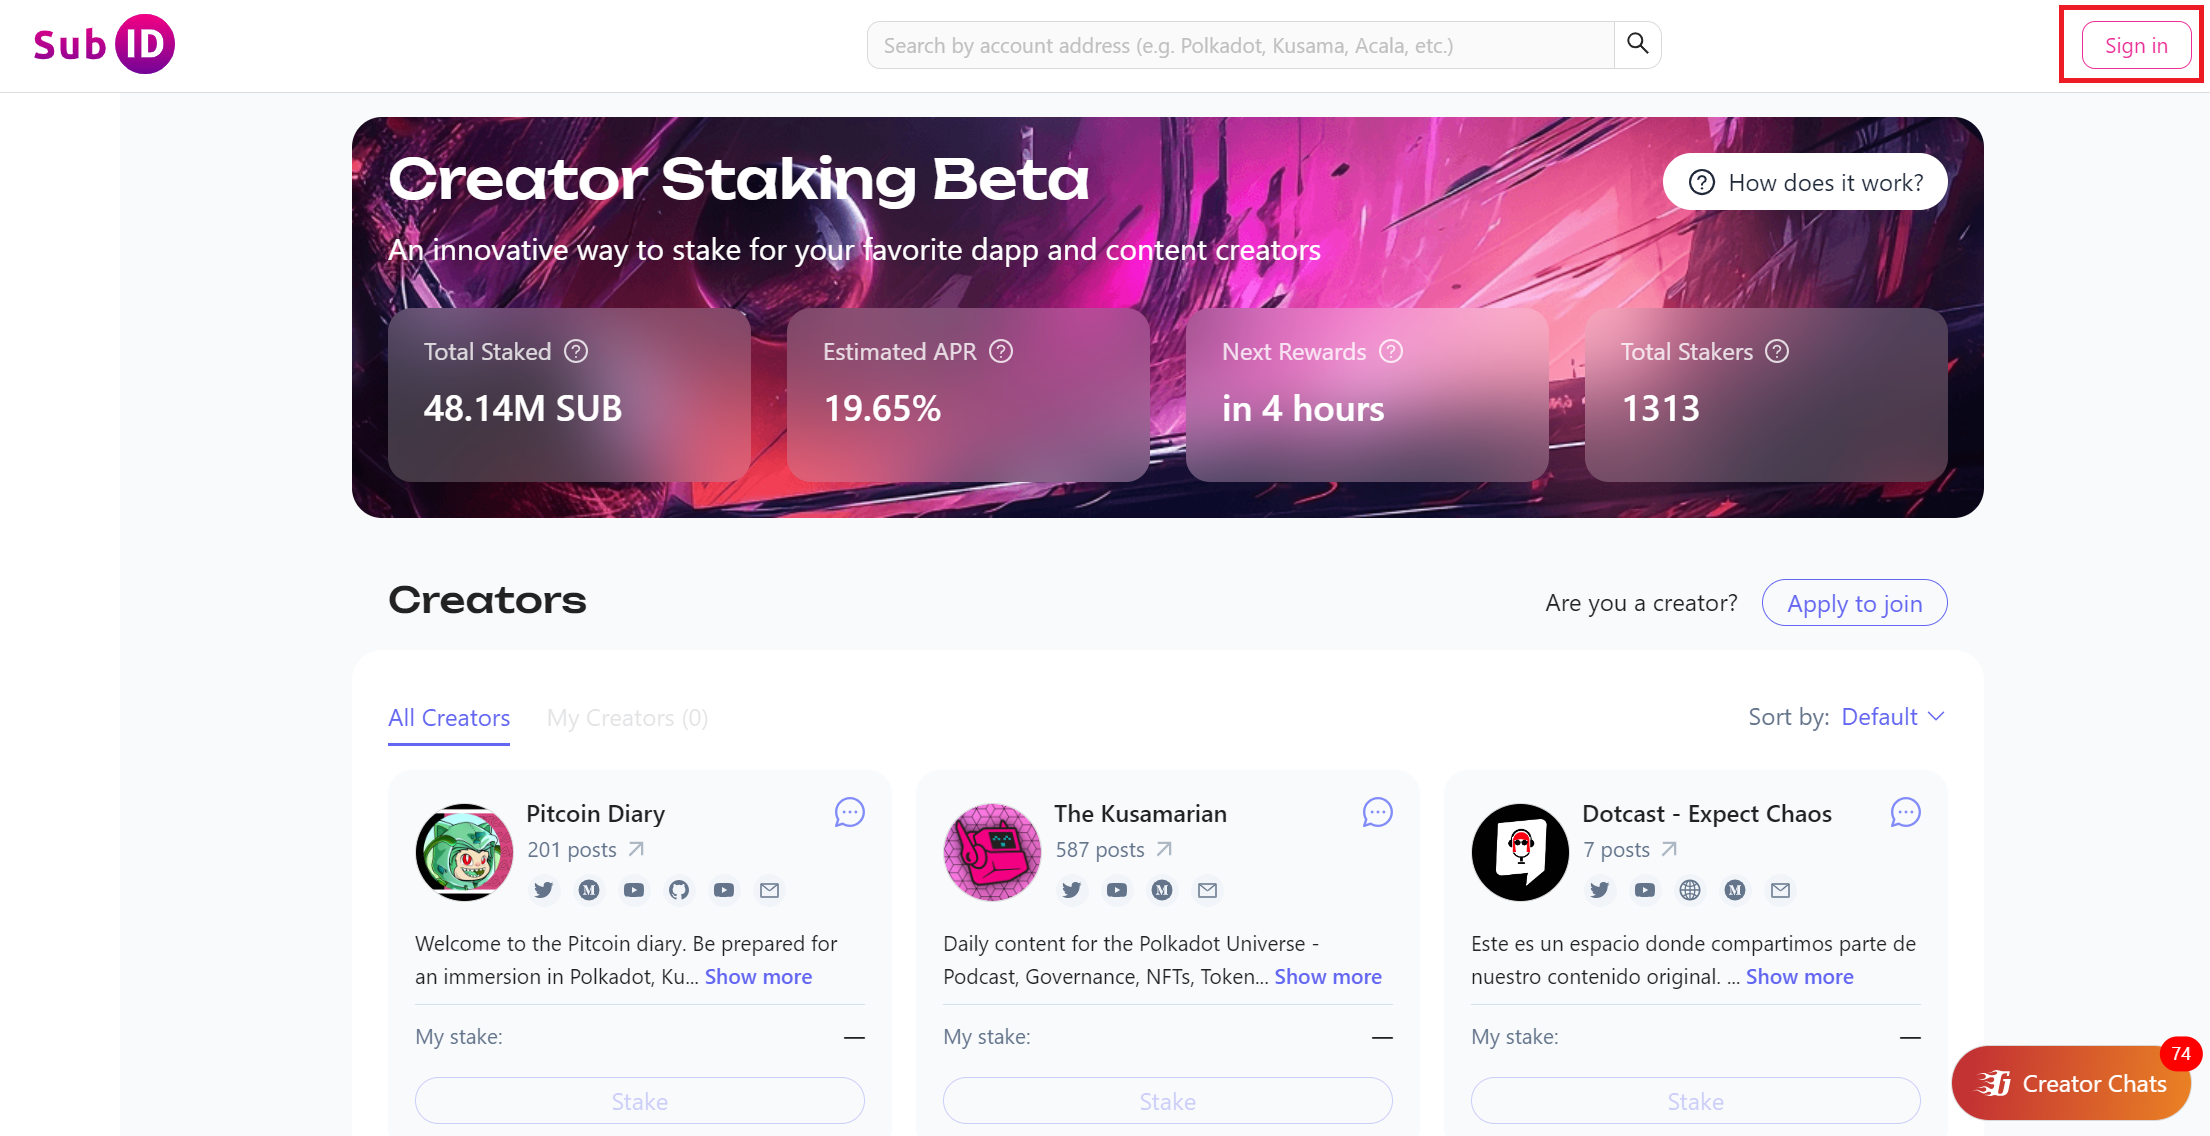 Sub ID
Search by account address (e.g. Polkadot, Kusama, Acala, etc.)
Sign in
Creator Staking Beta
How does it work?
An innovative way to stake for your favorite dapp and content creators
Total Staked
Estimated APR
Next Rewards
Total Stakers
48.14M SUB
19.65%
in 4 hours
1313
Creators
Are you a creator?
Apply to join
All Creators
My Creators (0)
Sort by: Default
Pitcoin Diary
201 posts
Welcome to the Pitcoin diary. Be prepared for
an immersion in Polkadot, Ku... Show more
My stake: —
Stake
The Kusamarian
587 posts
Daily content for the Polkadot Universe -
Podcast, Governance, NFTs, Token... Show more
My stake: —
Stake
Dotcast - Expect Chaos
7 posts
Este es un espacio donde compartimos parte de
nuestro contenido original. ... Show more
My stake: —
Stake
74
Creator Chats